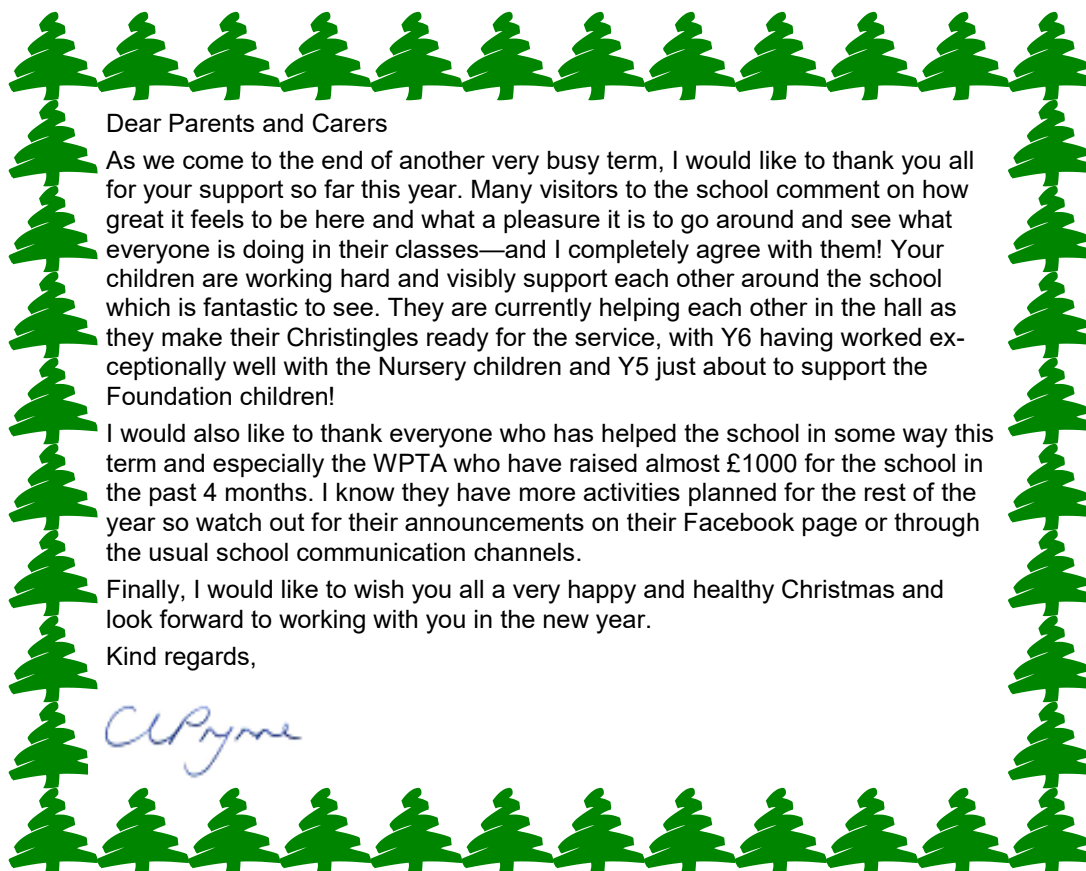 Dear Parents and Carers
As we come to the end of another very busy term, I would like to thank you all
for your support so far this year. Many visitors to the school comment on how
great it feels to be here and what a pleasure it is to go around and see what
everyone is doing in their classes—and I completely agree with them! Your
children are working hard and visibly support each other around the school
which is fantastic to see. They are currently helping each other in the hall as
they make their Christingles ready for the service, with Y6 having worked ex-
ceptionally well with the Nursery children and Y5 just about to support the
Foundation children!
I would also like to thank everyone who has helped the school in some way this
term and especially the WPTA who have raised almost £1000 for the school in
the past 4 months. I know they have more activities planned for the rest of the
year so watch out for their announcements on their Facebook page or through
the usual school communication channels.
Finally, I would like to wish you all a very happy and healthy Christmas and
look forward to working with you in the new year.
Kind regards,